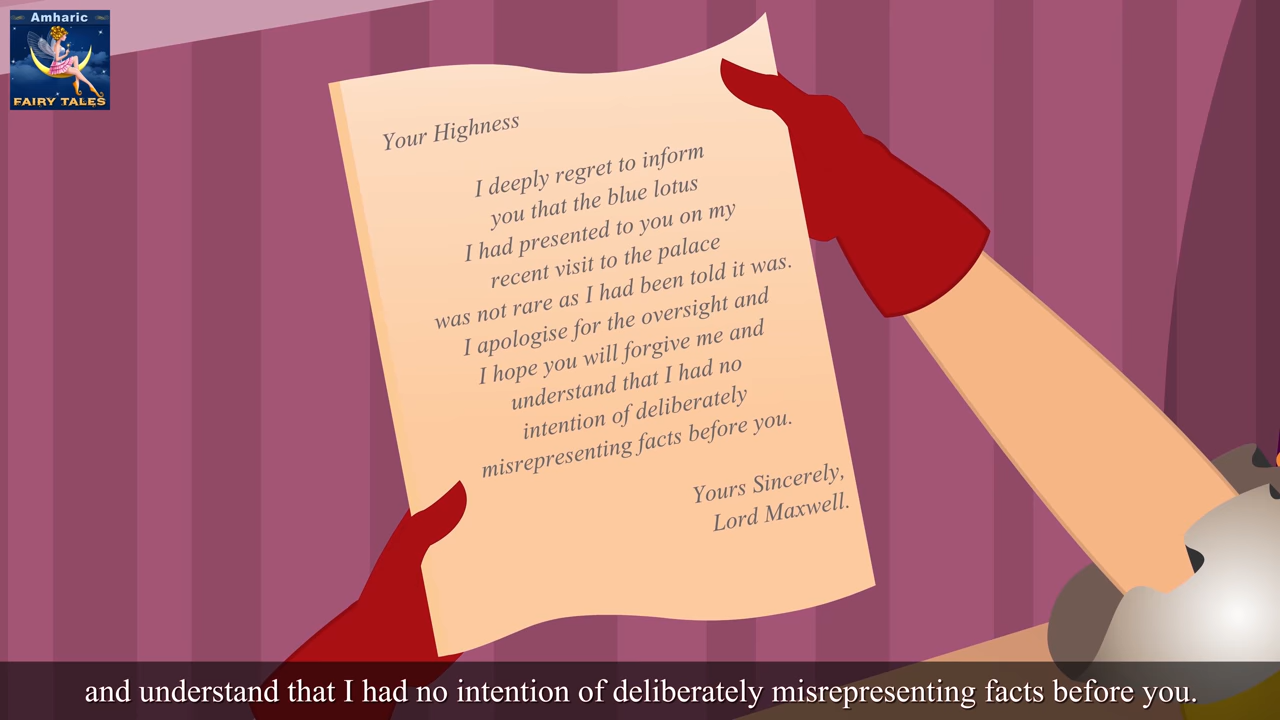 Amharic
FAIRY TALES
Your Highness
I deeply regret to inform
you that the blue lotus
I had presented to you on my
recent visit to the palace
was not rare as I had been told it was.
I apologise for the oversight and
I hope you will forgive me and
understand that I had no
intention of deliberately
misrepresenting facts before you.
Yours Sincerely,
Lord Maxwell.
and understand that I had no intention of deliberately misrepresenting facts before you.